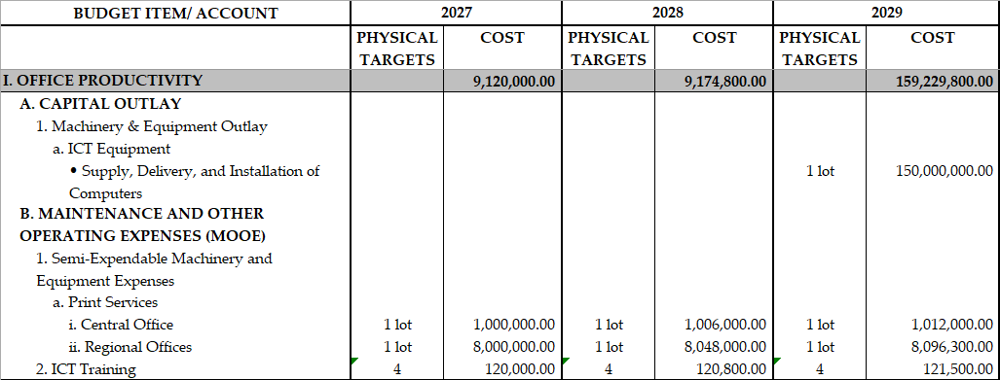 BUDGET ITEM/ ACCOUNT 2027 2028 2029
PHYSICAL TARGETS COST PHYSICAL TARGETS COST PHYSICAL TARGETS COST
I. OFFICE PRODUCTIVITY 9,120,000.00 9,174,800.00 159,229,800.00
A. CAPITAL OUTLAY
1. Machinery & Equipment Outlay
a. ICT Equipment
• Supply, Delivery, and Installation of 1 lot 150,000,000.00
Computers
B. MAINTENANCE AND OTHER
OPERATING EXPENSES (MOOE)
1. Semi-Expendable Machinery and
Equipment Expenses
a. Print Services
i. Central Office 1 lot 1,000,000.00 1 lot 1,006,000.00 1 lot 1,012,000.00
ii. Regional Offices 1 lot 8,000,000.00 1 lot 8,048,000.00 1 lot 8,096,300.00
2. ICT Training 4 120,000.00 4 120,800.00 4 121,500.00